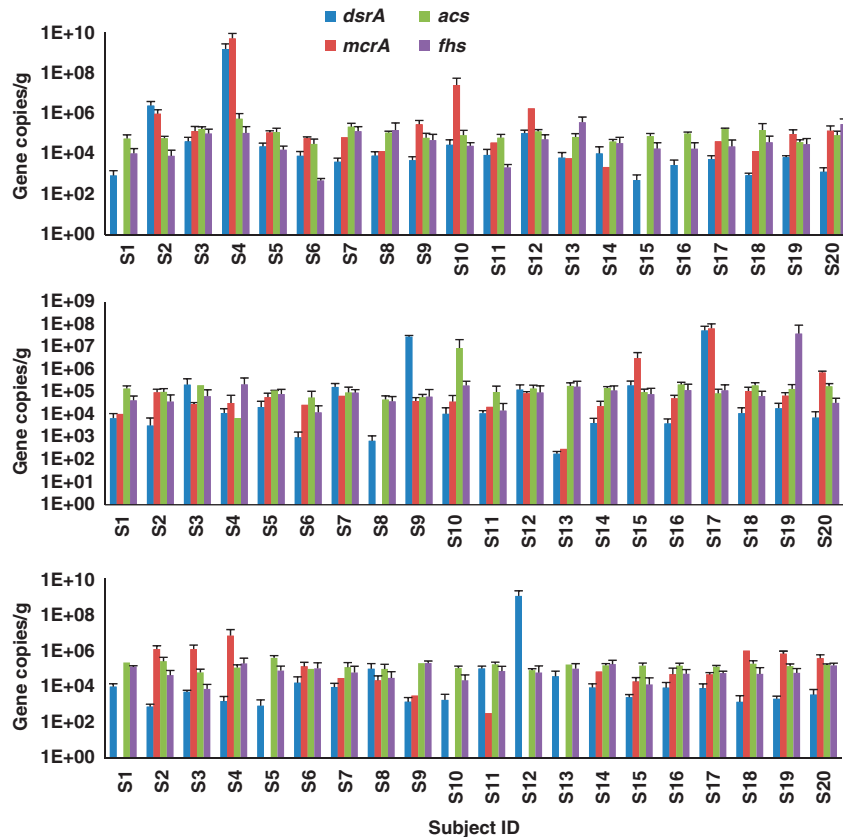 dsrA acs
mcrA fhs
Gene copies/g
1E+10
1E+08
1E+06
1E+04
1E+02
1E+00
S1 S2 S3 S4 S5 S6 S7 S8 S9 S10 S11 S12 S13 S14 S15 S16 S17 S18 S19 S20
Gene copies/g
1E+09
1E+08
1E+07
1E+06
1E+05
1E+04
1E+03
1E+02
1E+01
1E+00
S1 S2 S3 S4 S5 S6 S7 S8 S9 S10 S11 S12 S13 S14 S15 S16 S17 S18 S19 S20
Gene copies/g
1E+10
1E+08
1E+06
1E+04
1E+02
1E+00
S1 S2 S3 S4 S5 S6 S7 S8 S9 S10 S11 S12 S13 S14 S15 S16 S17 S18 S19 S20
Subject ID